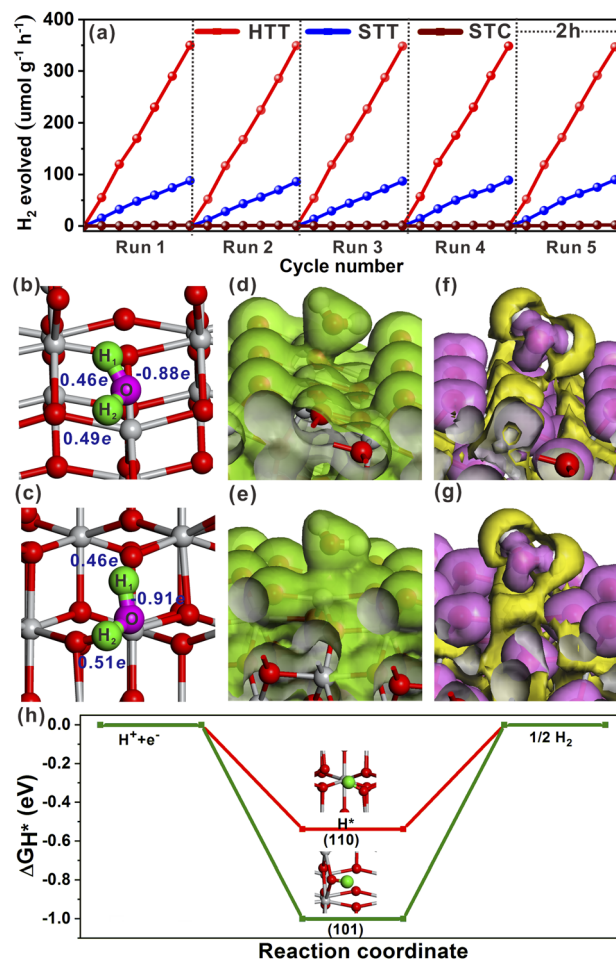 (a)
HTT STT STC 2h
H₂ evolved (umol g⁻¹ h⁻¹)
400
350
300
200
100
0
Run 1 Run 2 Run 3 Run 4 Run 5
Cycle number
(b) (d) (f)
H₁
0.46e -0.88e
O
H₂
0.49e
(c) (e) (g)
0.46e
H₁
0.91e
O
H₂
0.51e
(h)
ΔG_H* (eV)
0.0
-0.2
-0.4
-0.6
-0.8
-1.0
H⁺+e⁻ 1/2 H₂
H*
(110)
(101)
Reaction coordinate